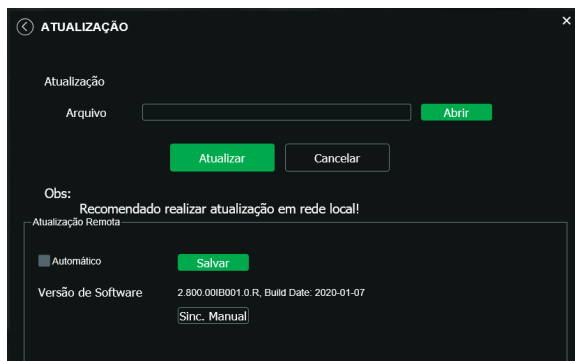 ATUALIZAÇÃO
Atualização
Arquivo
Abrir
Atualizar
Cancelar
Obs:
Recomendado realizar atualização em rede local!
Atualização Remota
Automático
Salvar
Versão de Software
2.800.00IB001.0.R, Build Date: 2020-01-07
Sinc. Manual